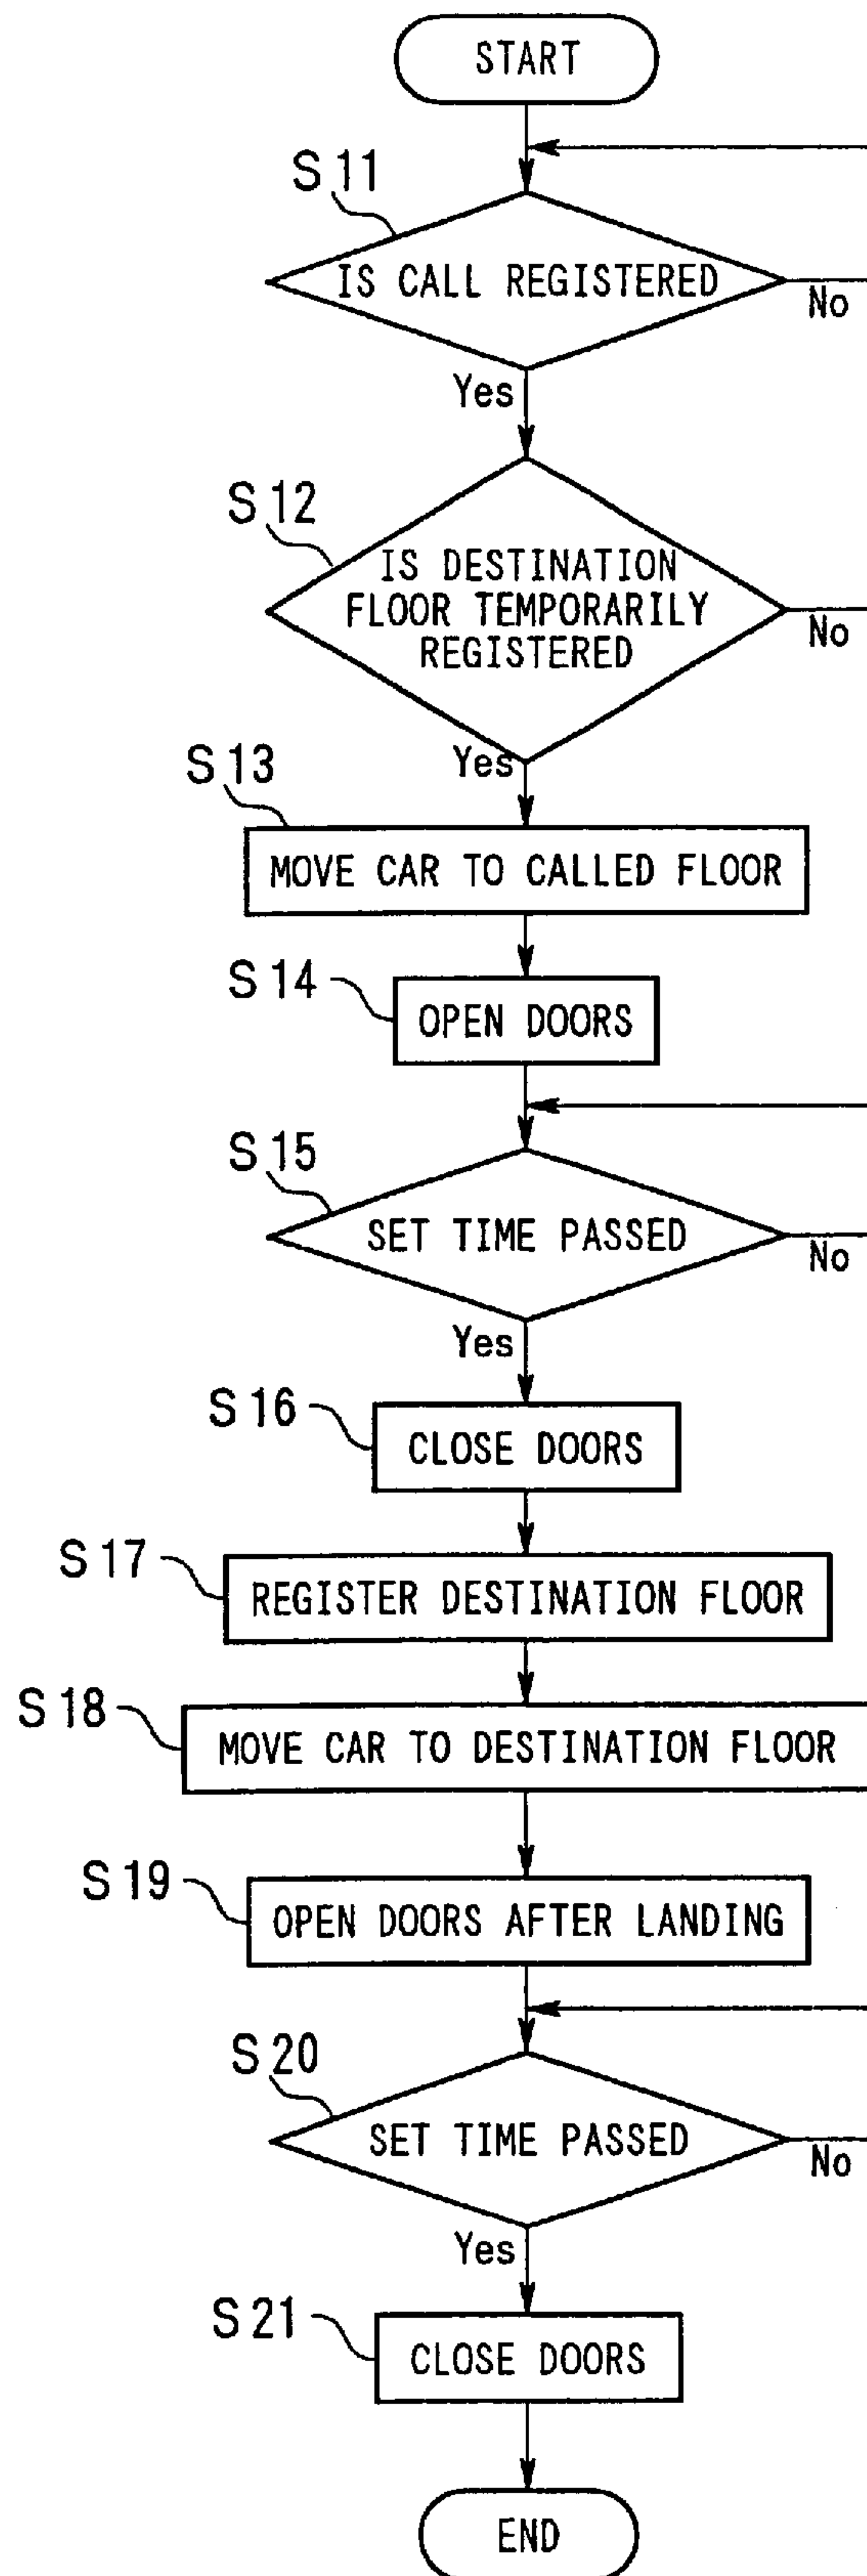 START
S11
IS CALL REGISTERED
No
Yes
S12
IS DESTINATION
FLOOR TEMPORARILY
REGISTERED
No
Yes
S13
MOVE CAR TO CALLED FLOOR
S14
OPEN DOORS
S15
SET TIME PASSED
No
Yes
S16
CLOSE DOORS
S17
REGISTER DESTINATION FLOOR
S18
MOVE CAR TO DESTINATION FLOOR
S19
OPEN DOORS AFTER LANDING
S20
SET TIME PASSED
No
Yes
S21
CLOSE DOORS
END